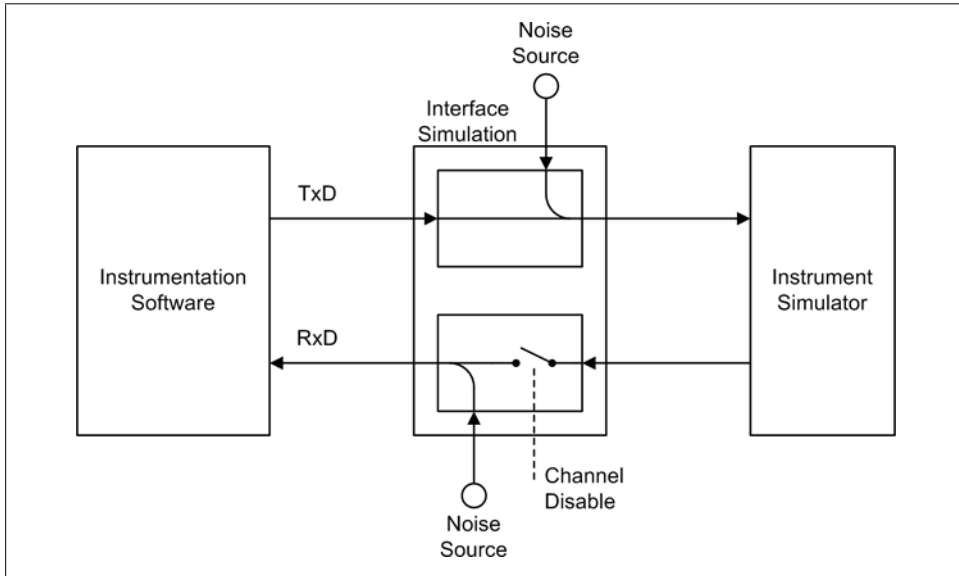 Noise
Source
Interface
Simulation
TxD
Instrumentation
Software
Instrument
Simulator
RxD
Channel
Disable
Noise
Source